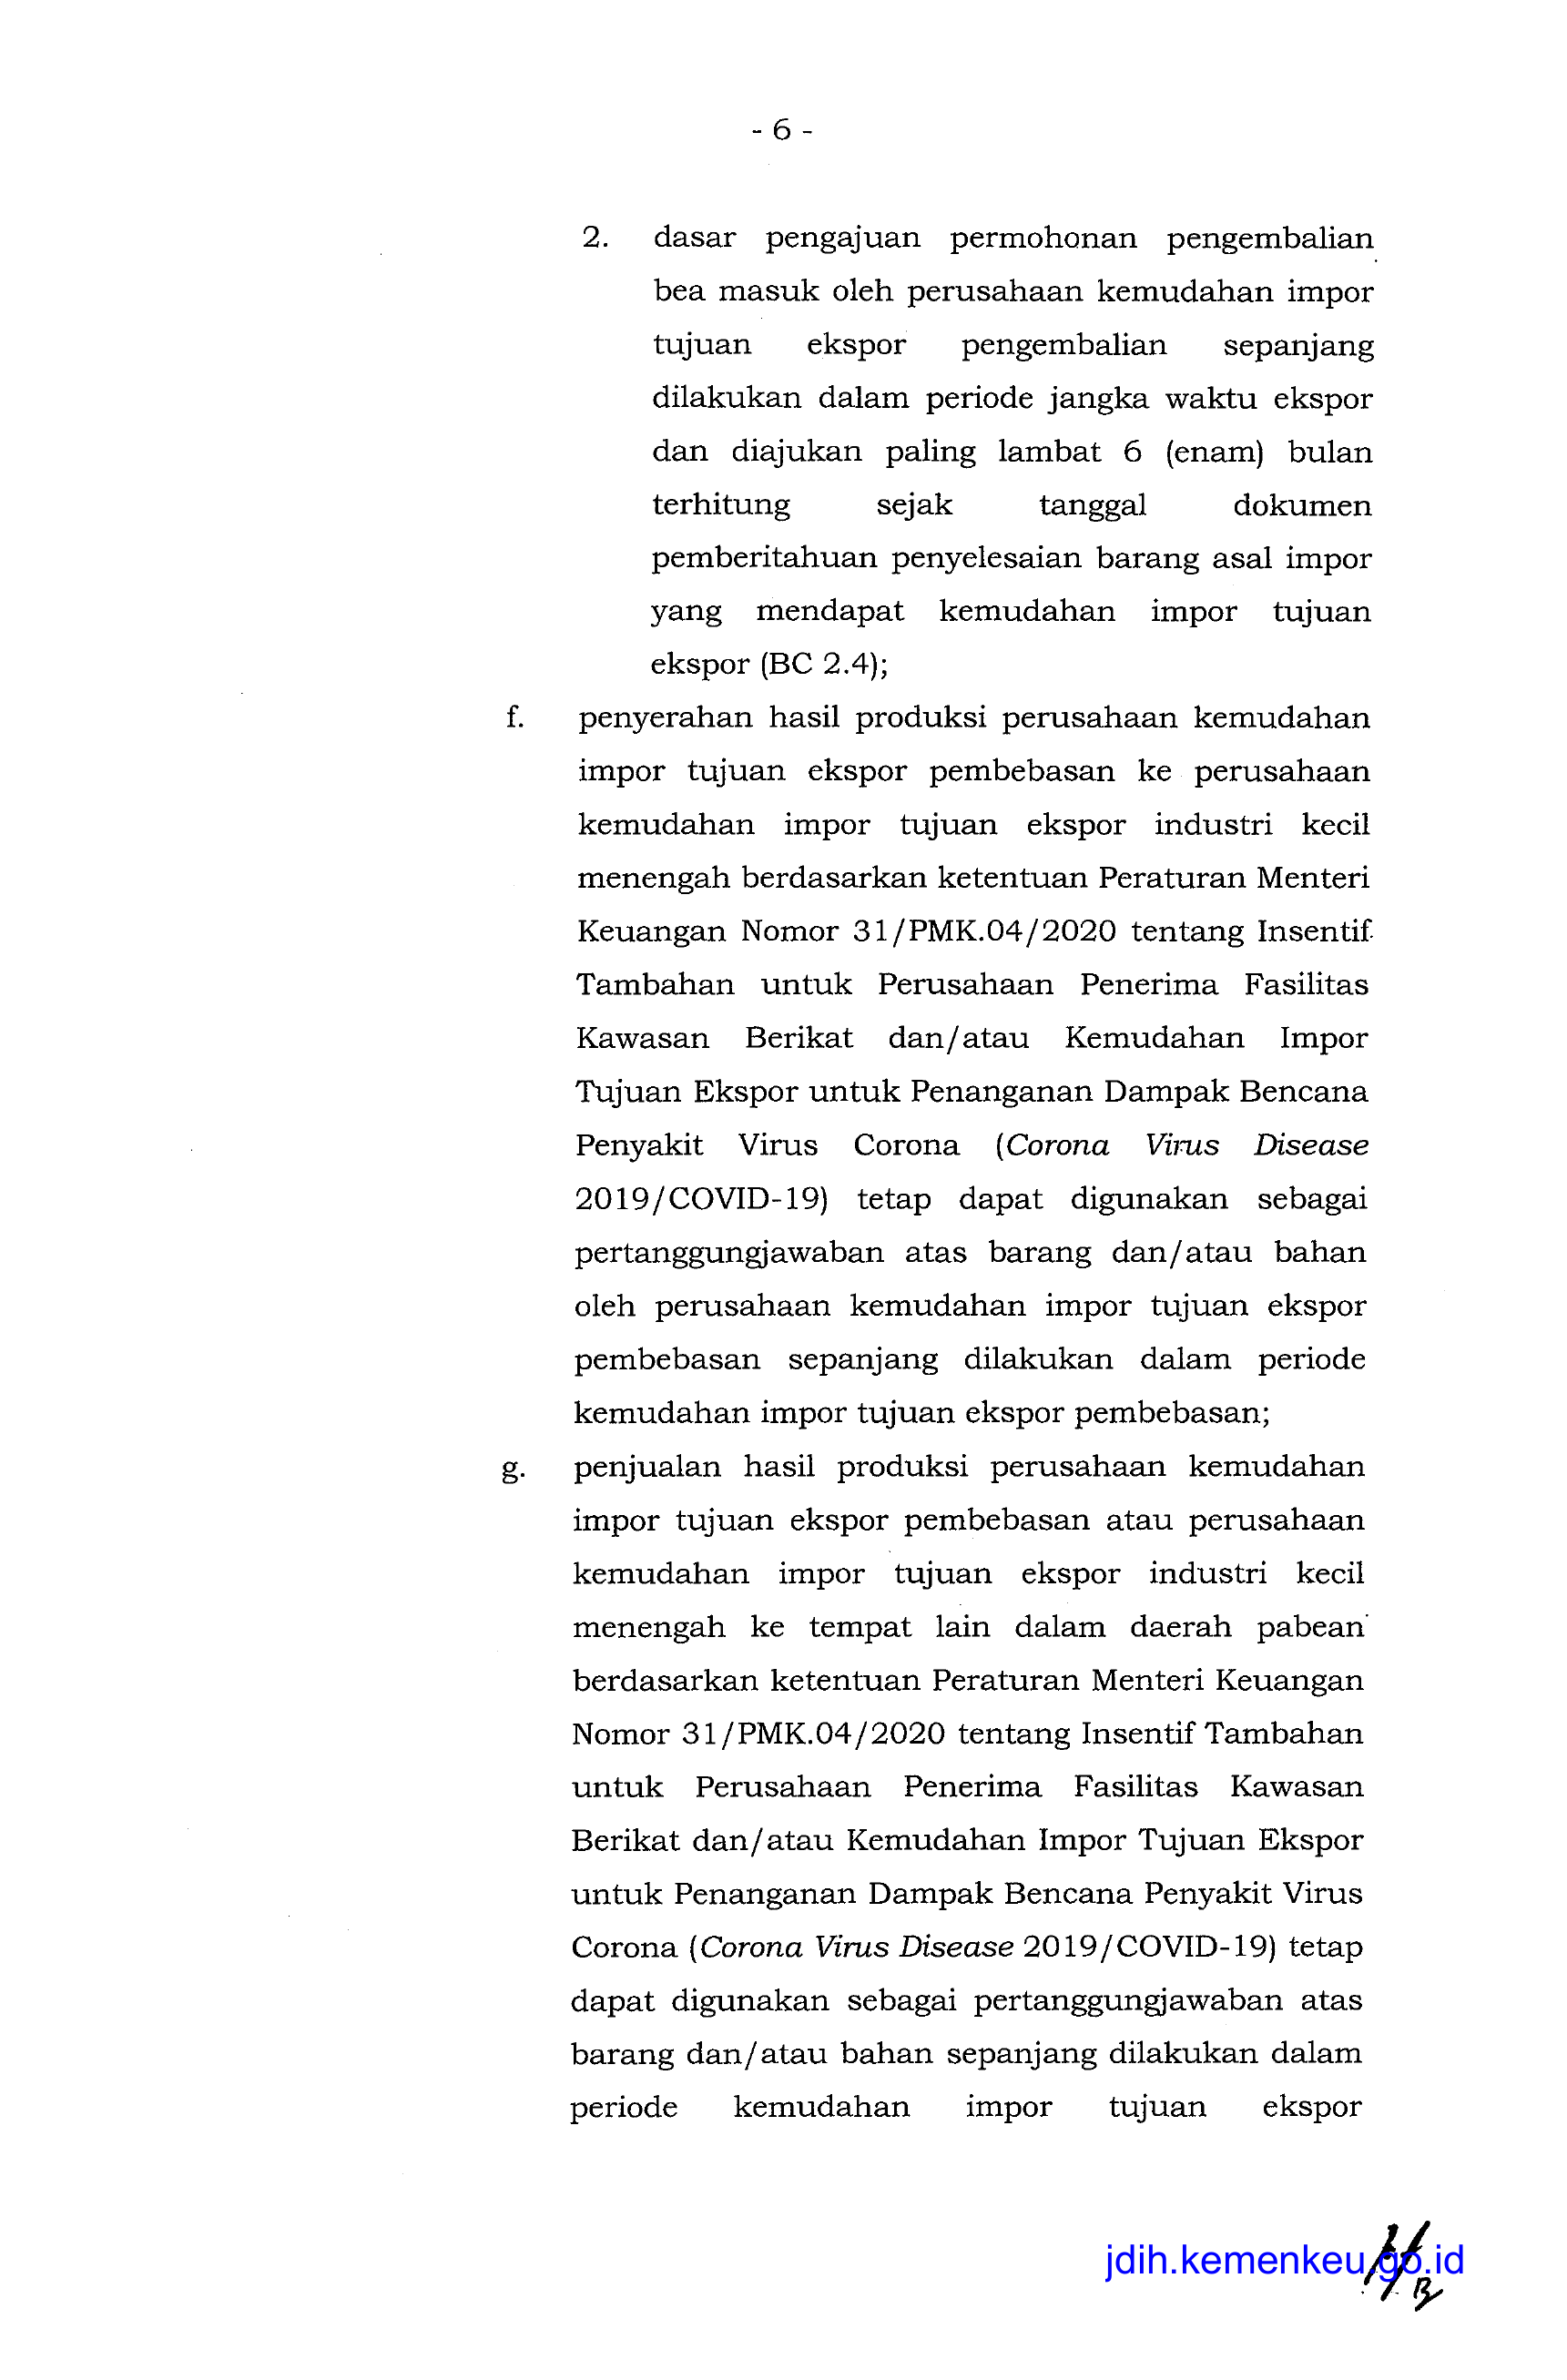 - 6 -
2. dasar pengajuan permohonan pengembalian
bea masuk oleh perusahaan kemudahan impor
tujuan ekspor pengembalian sepanjang
dilakukan dalam periode jangka waktu ekspor
dan diajukan paling lambat 6 (enam) bulan
terhitung sejak tanggal dokumen
pemberitahuan penyelesaian barang asal impor
yang mendapat kemudahan impor tujuan
ekspor (BC 2.4);
f. penyerahan hasil produksi perusahaan kemudahan
impor tujuan ekspor pembebasan ke perusahaan
kemudahan impor tujuan ekspor industri kecil
menengah berdasarkan ketentuan Peraturan Menteri
Keuangan Nomor 31/PMK.04/2020 tentang Insentif
Tambahan untuk Perusahaan Penerima Fasilitas
Kawasan Berikat dan/atau Kemudahan Impor
Tujuan Ekspor untuk Penanganan Dampak Bencana
Penyakit Virus Corona (Corona Virus Disease
2019/COVID-19) tetap dapat digunakan sebagai
pertanggungjawaban atas barang dan/atau bahan
oleh perusahaan kemudahan impor tujuan ekspor
pembebasan sepanjang dilakukan dalam periode
kemudahan impor tujuan ekspor pembebasan;
g. penjualan hasil produksi perusahaan kemudahan
impor tujuan ekspor pembebasan atau perusahaan
kemudahan impor tujuan ekspor industri kecil
menengah ke tempat lain dalam daerah pabean
berdasarkan ketentuan Peraturan Menteri Keuangan
Nomor 31/PMK.04/2020 tentang Insentif Tambahan
untuk Perusahaan Penerima Fasilitas Kawasan
Berikat dan/atau Kemudahan Impor Tujuan Ekspor
untuk Penanganan Dampak Bencana Penyakit Virus
Corona (Corona Virus Disease 2019/COVID-19) tetap
dapat digunakan sebagai pertanggungjawaban atas
barang dan/atau bahan sepanjang dilakukan dalam
periode kemudahan impor tujuan ekspor
jdih.kemenkeu.go.id